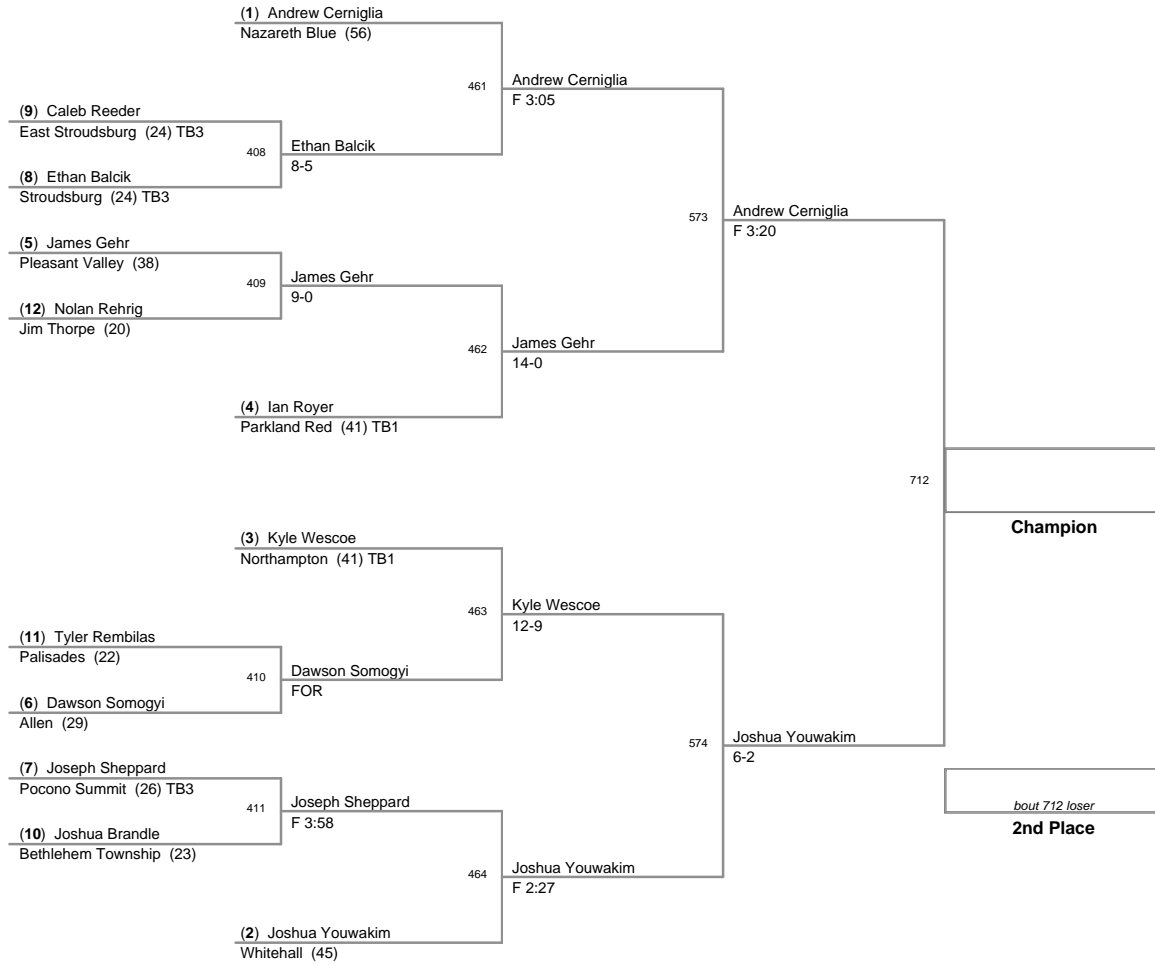 (1) Andrew Cerniglia
Nazareth Blue (56)
461
Andrew Cerniglia
F 3:05
(9) Caleb Reeder
East Stroudsburg (24) TB3
408
Ethan Balcik
8-5
(8) Ethan Balcik
Stroudsburg (24) TB3
573
Andrew Cerniglia
F 3:20
(5) James Gehr
Pleasant Valley (38)
409
James Gehr
9-0
(12) Nolan Rehrig
Jim Thorpe (20)
462
James Gehr
14-0
(4) Ian Royer
Parkland Red (41) TB1
712
Champion
(3) Kyle Wescoe
Northampton (41) TB1
463
Kyle Wescoe
12-9
(11) Tyler Rembilas
Palisades (22)
410
Dawson Somogyi
FOR
(6) Dawson Somogyi
Allen (29)
574
Joshua Youwakim
6-2
(7) Joseph Sheppard
Pocono Summit (26) TB3
411
Joseph Sheppard
F 3:58
(10) Joshua Brandle
Bethlehem Township (23)
bout 712 loser
2nd Place
464
Joshua Youwakim
F 2:27
(2) Joshua Youwakim
Whitehall (45)